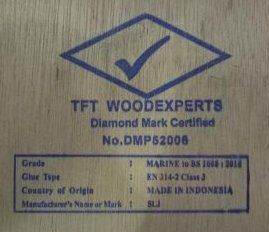 TFT WOODEXPERTS
Diamond Mark Certified
No.DMP52006
Grade : MARINE to BS 1088 : 2018
Glue Type : EN 314-2 Class 3
Country of Origin : MADE IN INDONESIA
Manufacturer's Name or Mark : SLJ